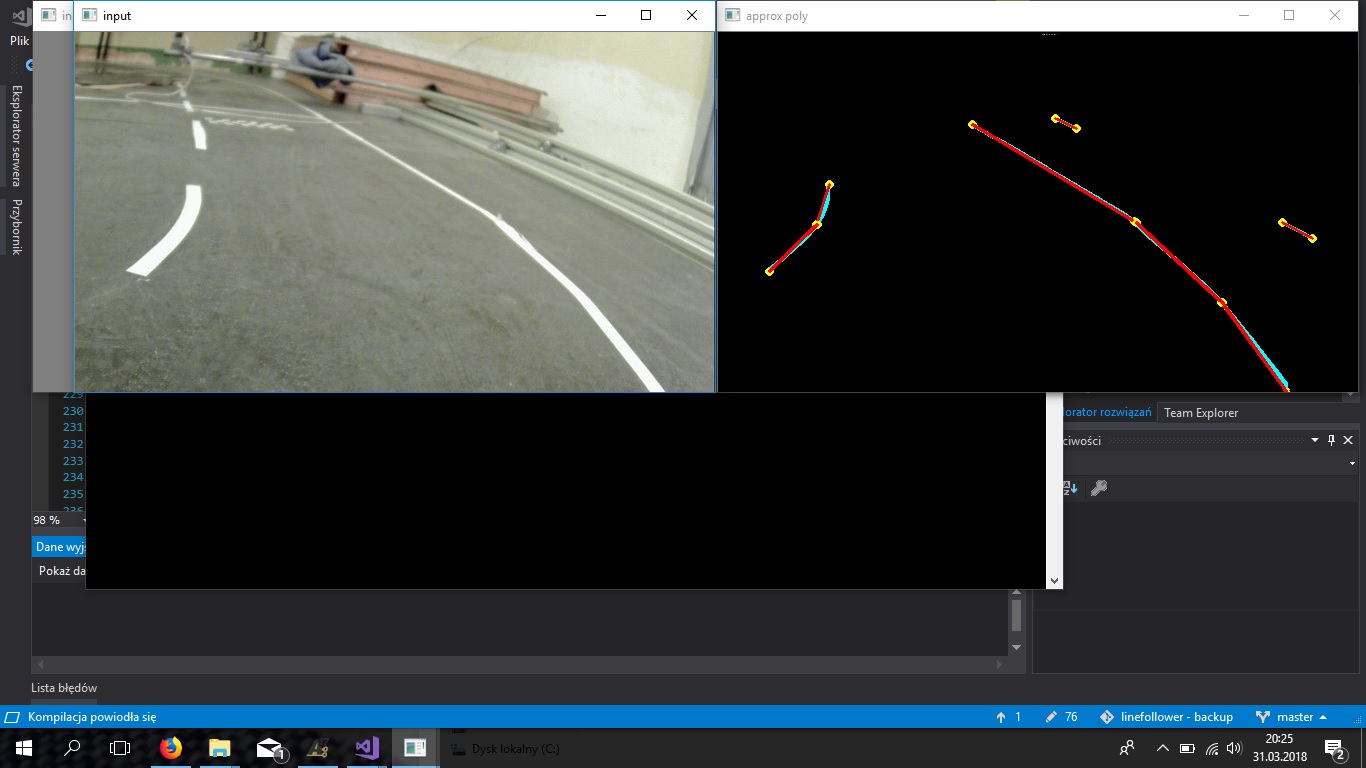 in
input
approx poly
Plik
Eksplorator serwera
Przybornik
229
230
231
232
233
234
235
236
98 %
Dane wyj
Pokaż da
orator rozwiązań
Team Explorer
ciwości
Lista błędów
Kompilacja powiodła się
1
76
linefollower - backup
master
Dysk lokalny (C:)
1
20:25
31.03.2018
2